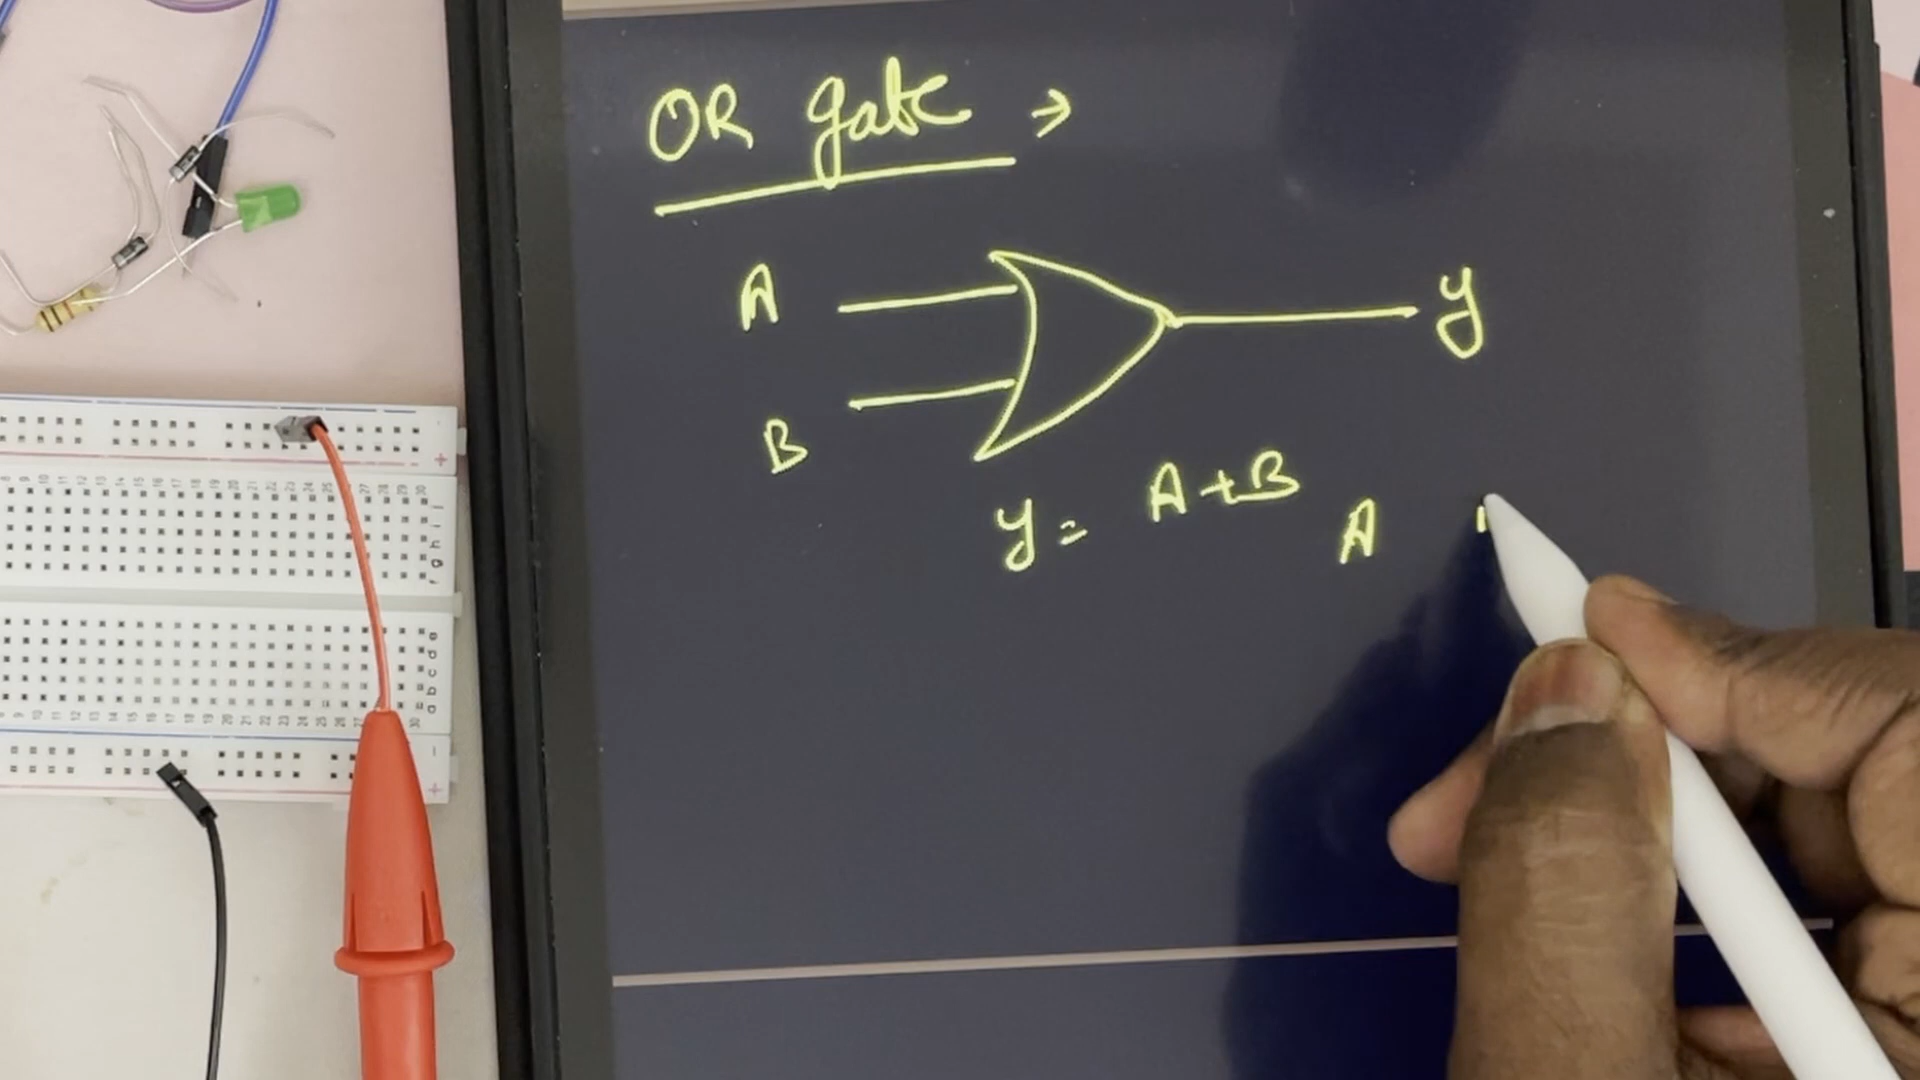 OR gate →
A
y
B
y = A+B
A